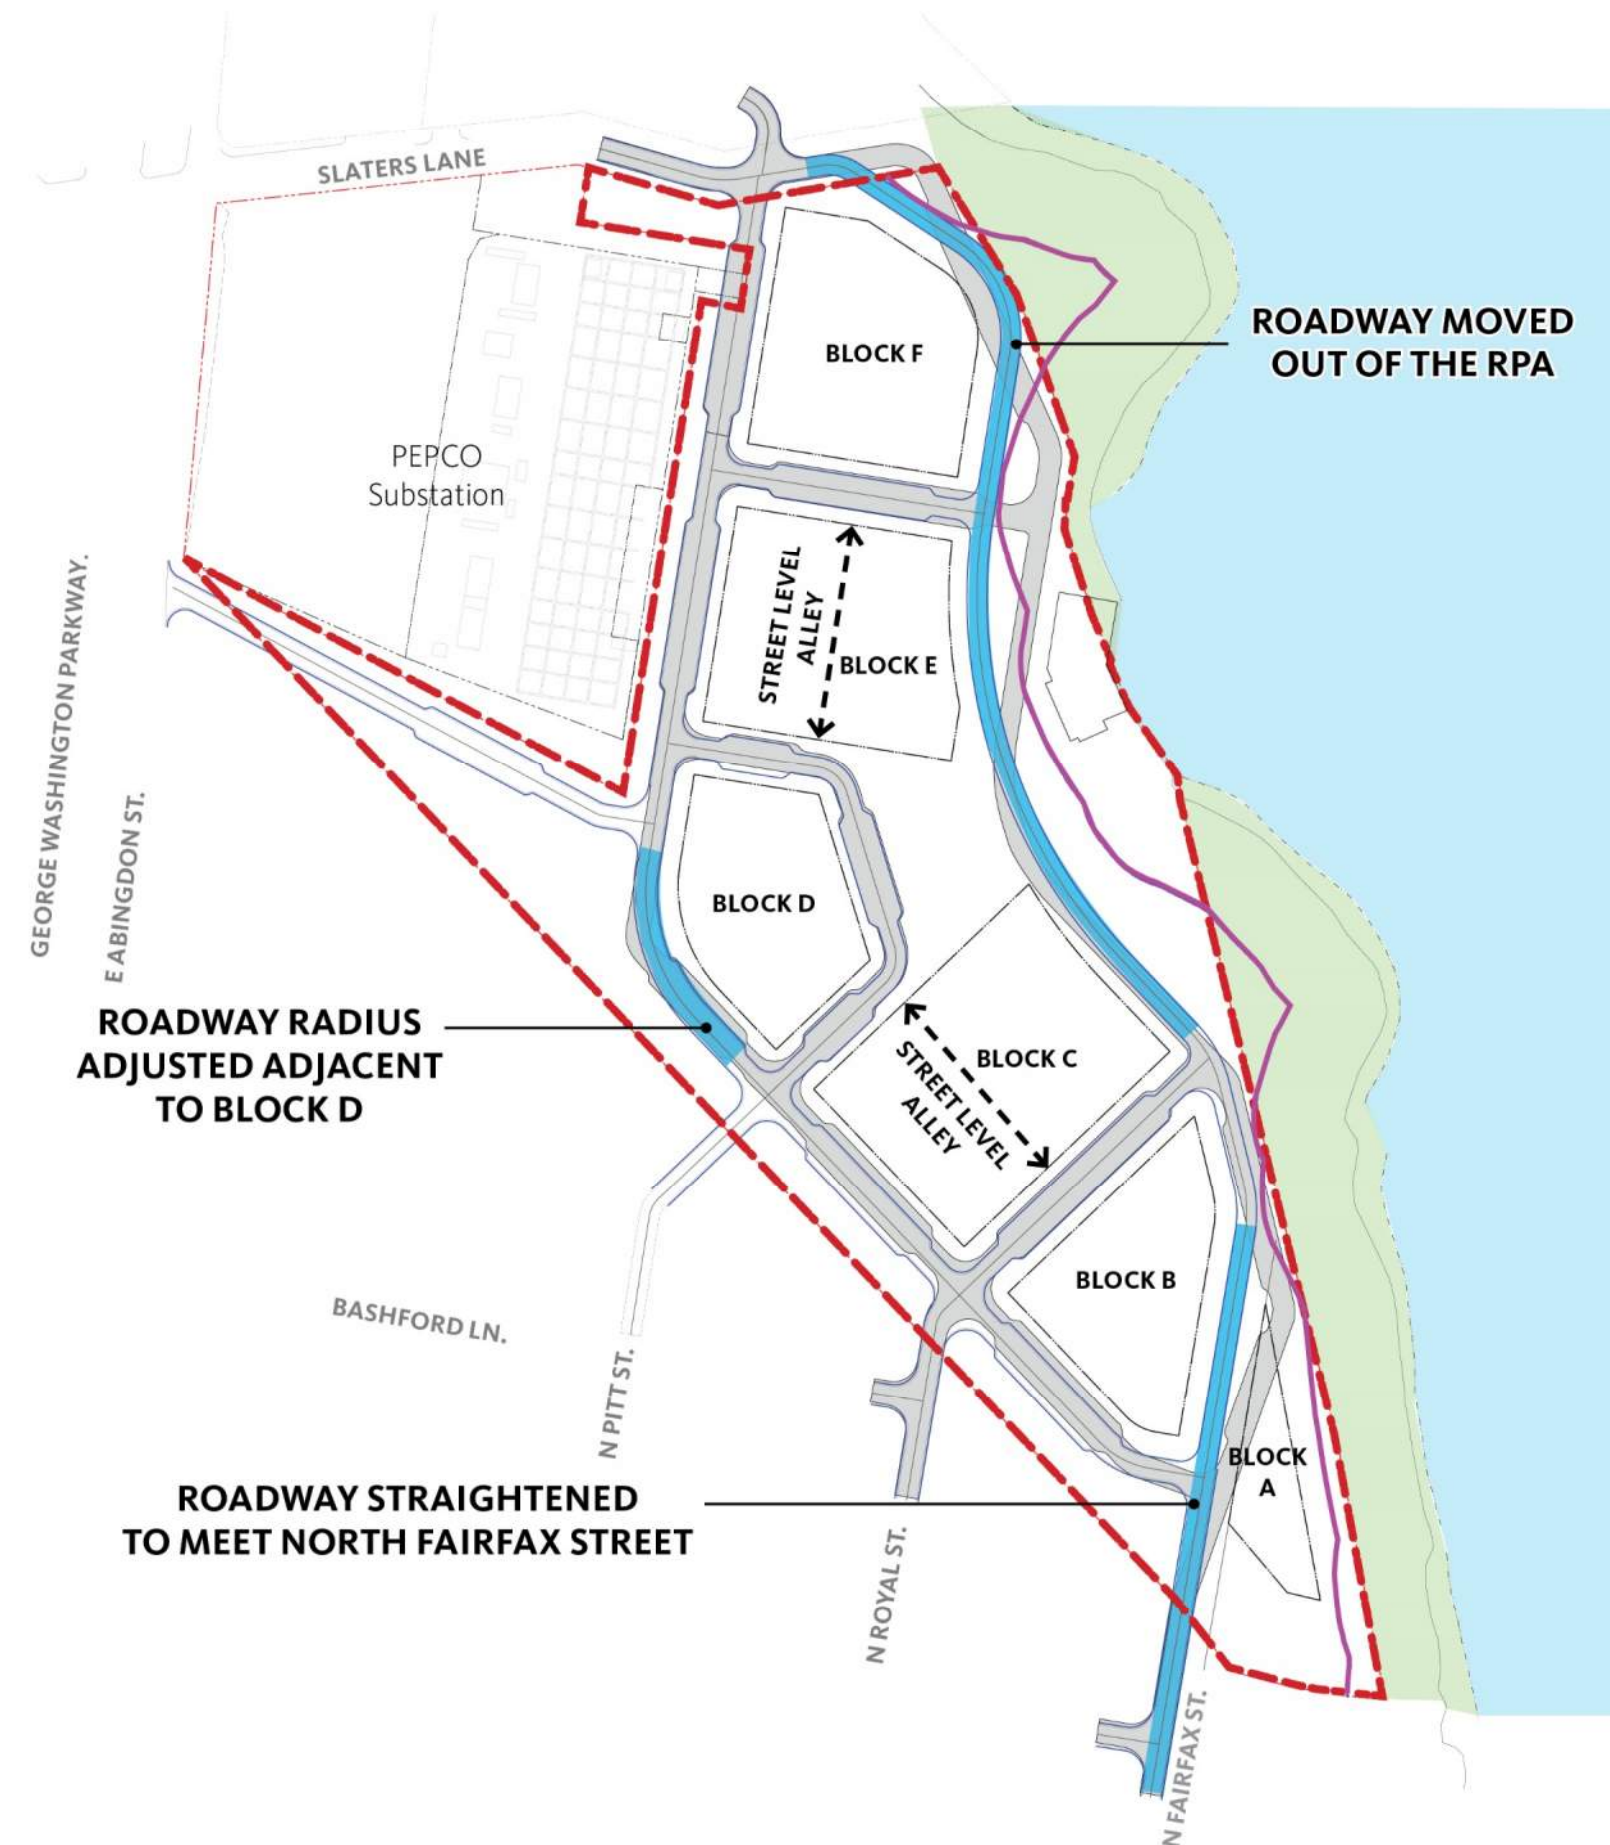 SLATERS LANE
ROADWAY MOVED
OUT OF THE RPA
BLOCK F
PEPCO
Substation
STREET LEVEL
ALLEY
BLOCK E
GEORGE WASHINGTON PARKWAY.
E ABINGDON ST.
BLOCK D
ROADWAY RADIUS
ADJUSTED ADJACENT
TO BLOCK D
BLOCK C
STREET LEVEL
ALLEY
BLOCK B
BASHFORD LN.
N PITT ST.
BLOCK
A
ROADWAY STRAIGHTENED
TO MEET NORTH FAIRFAX STREET
N ROYAL ST.
N FAIRFAX ST.